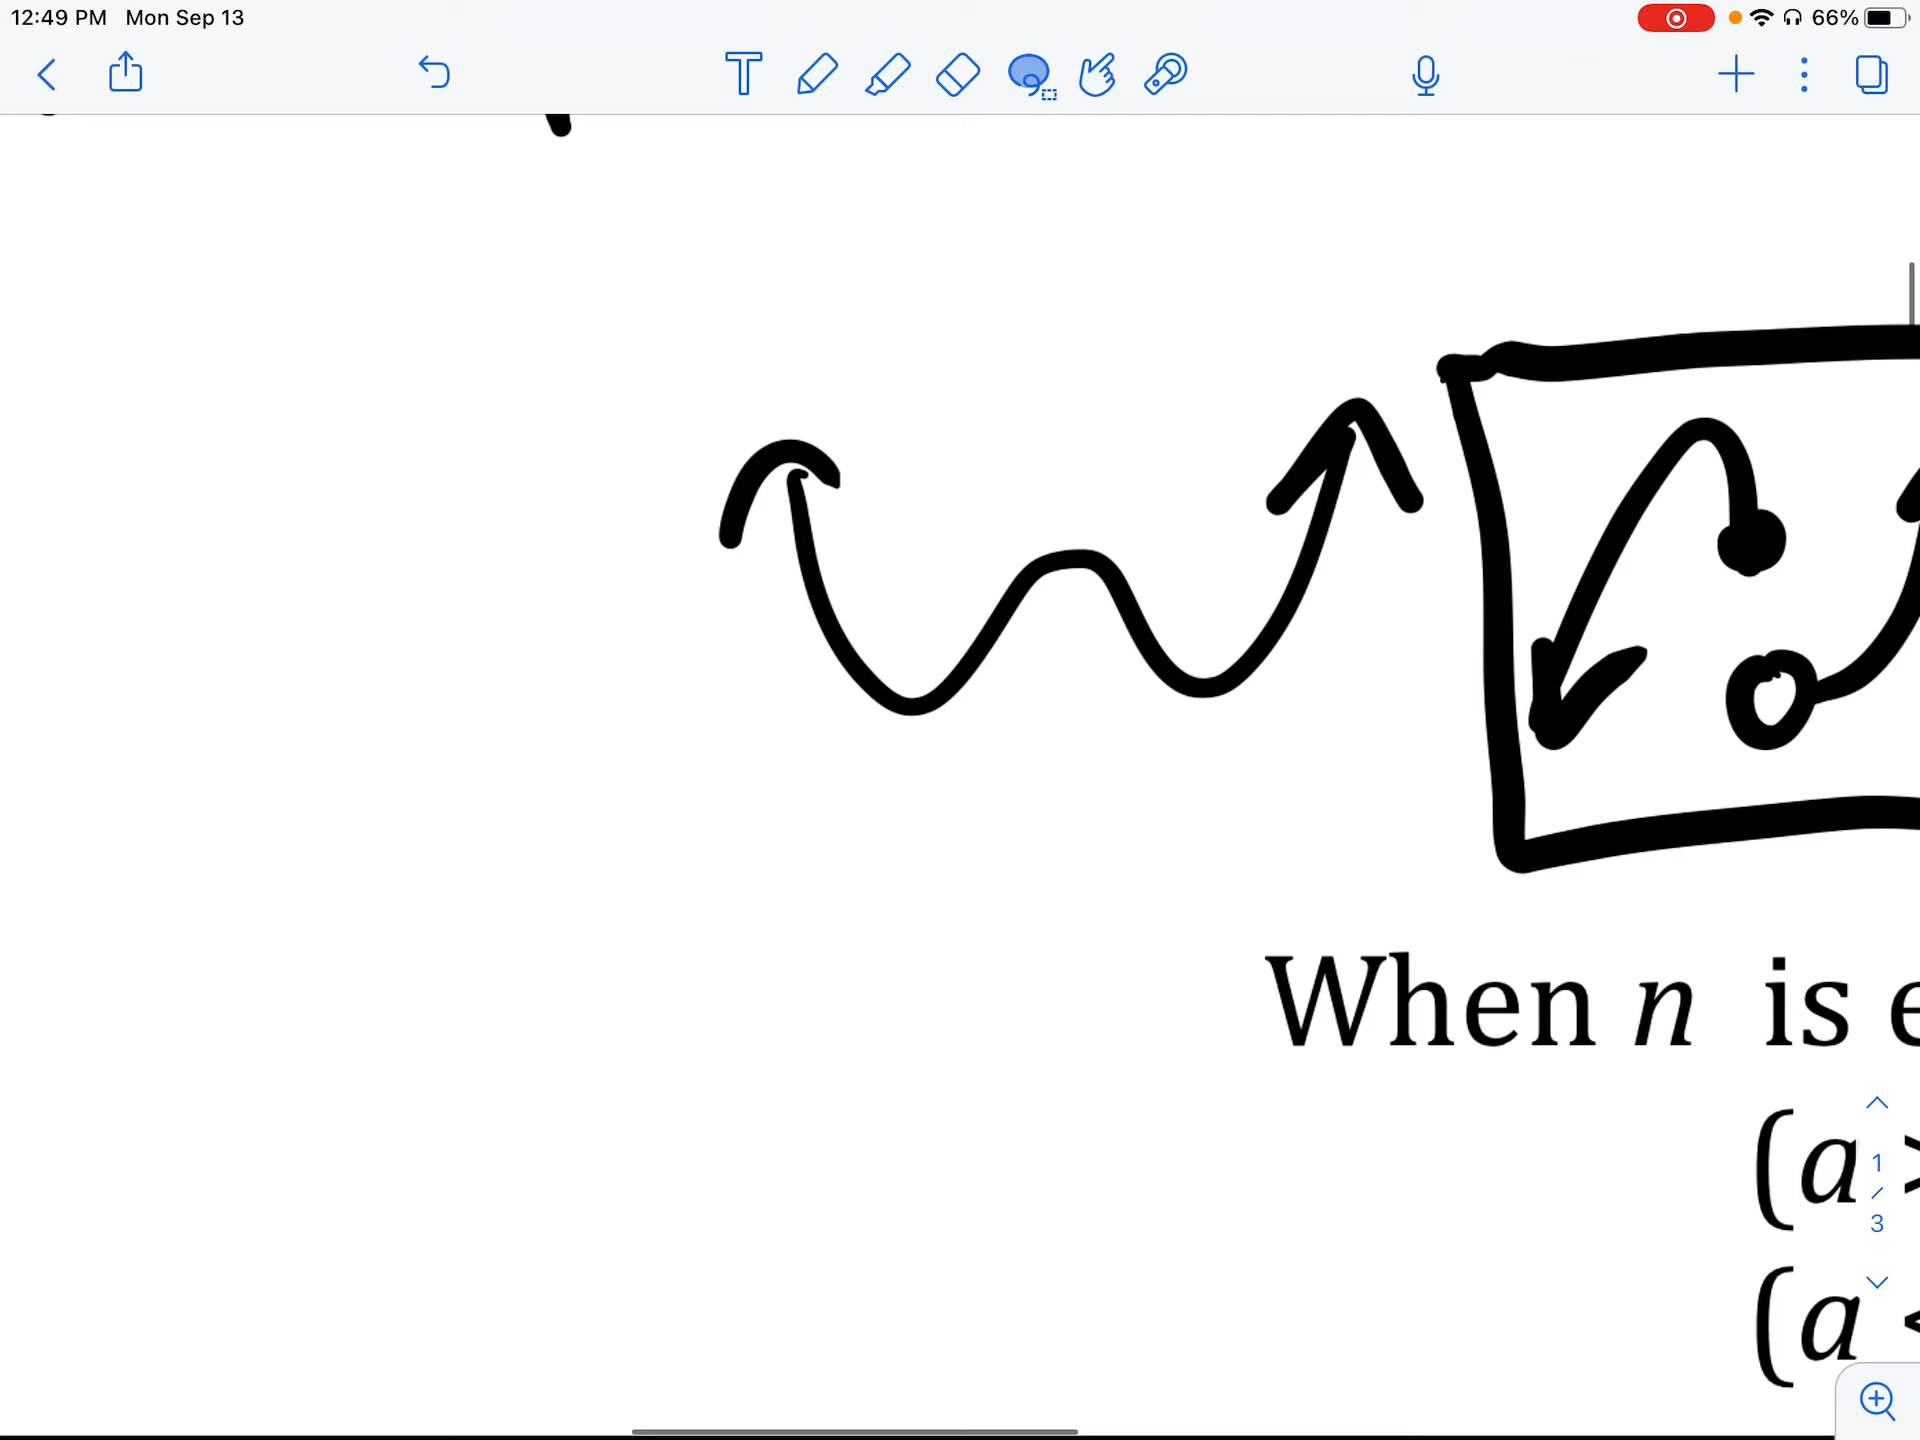 12:49 PM Mon Sep 13
66%
T
When n is e
(a >
(a <
1
/
3